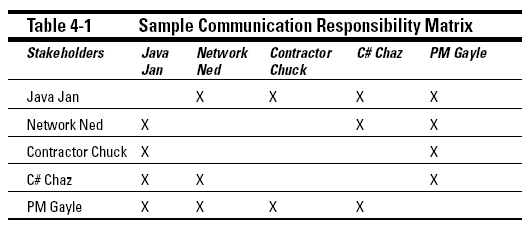 Table 4-1 Sample Communication Responsibility Matrix
Stakeholders Java Jan Network Ned Contractor Chuck C# Chaz PM Gayle
Java Jan X X X X
Network Ned X X X
Contractor Chuck X X
C# Chaz X X X
PM Gayle X X X X